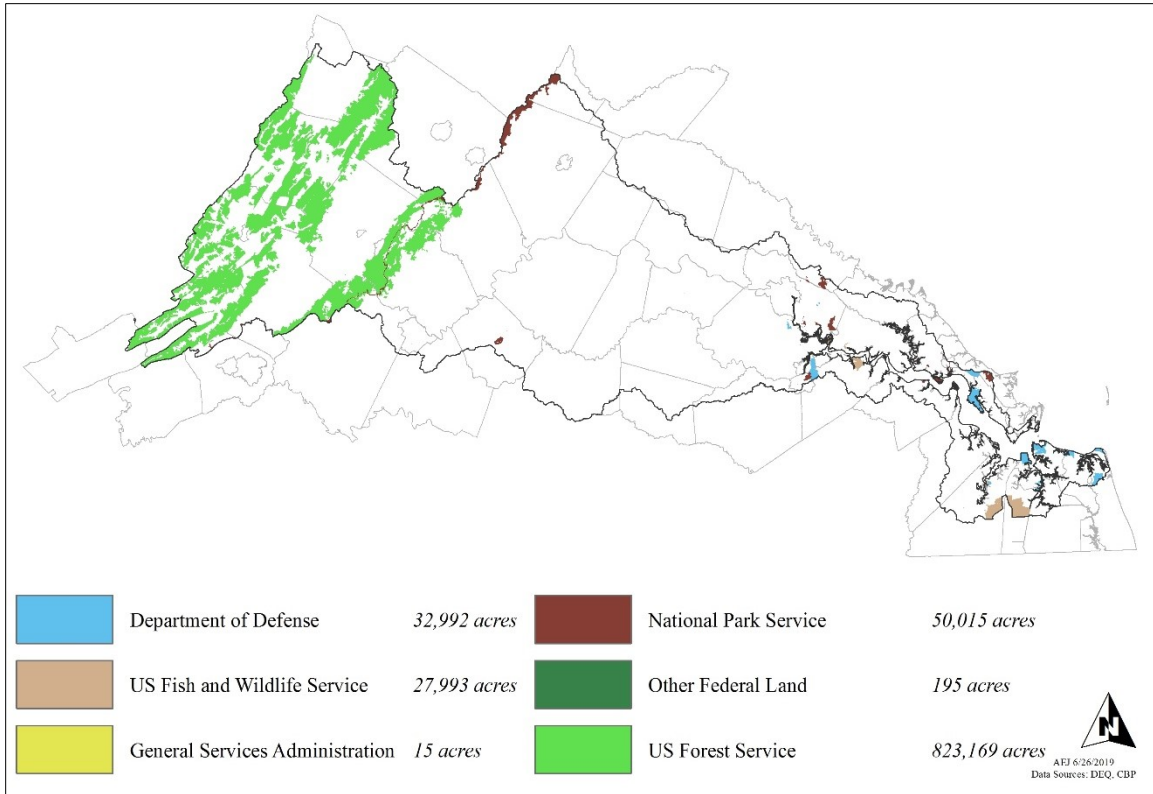 Department of Defense 32,992 acres
National Park Service 50,015 acres
US Fish and Wildlife Service 27,993 acres
Other Federal Land 195 acres
General Services Administration 15 acres
US Forest Service 823,169 acres
N
AEJ 6/26/2019
Data Sources: DEQ, CBP